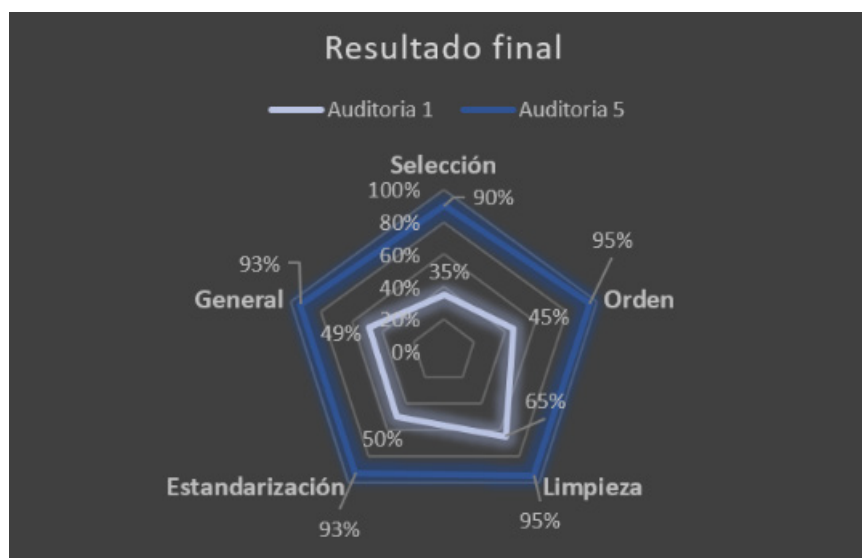 Resultado final
Auditoria 1 Auditoria 5
Selección
100%
90%
80%
60%
40%
20%
0%
95%
93%
General
Orden
35%
45%
49%
65%
50%
Estandarización
Limpieza
93%
95%